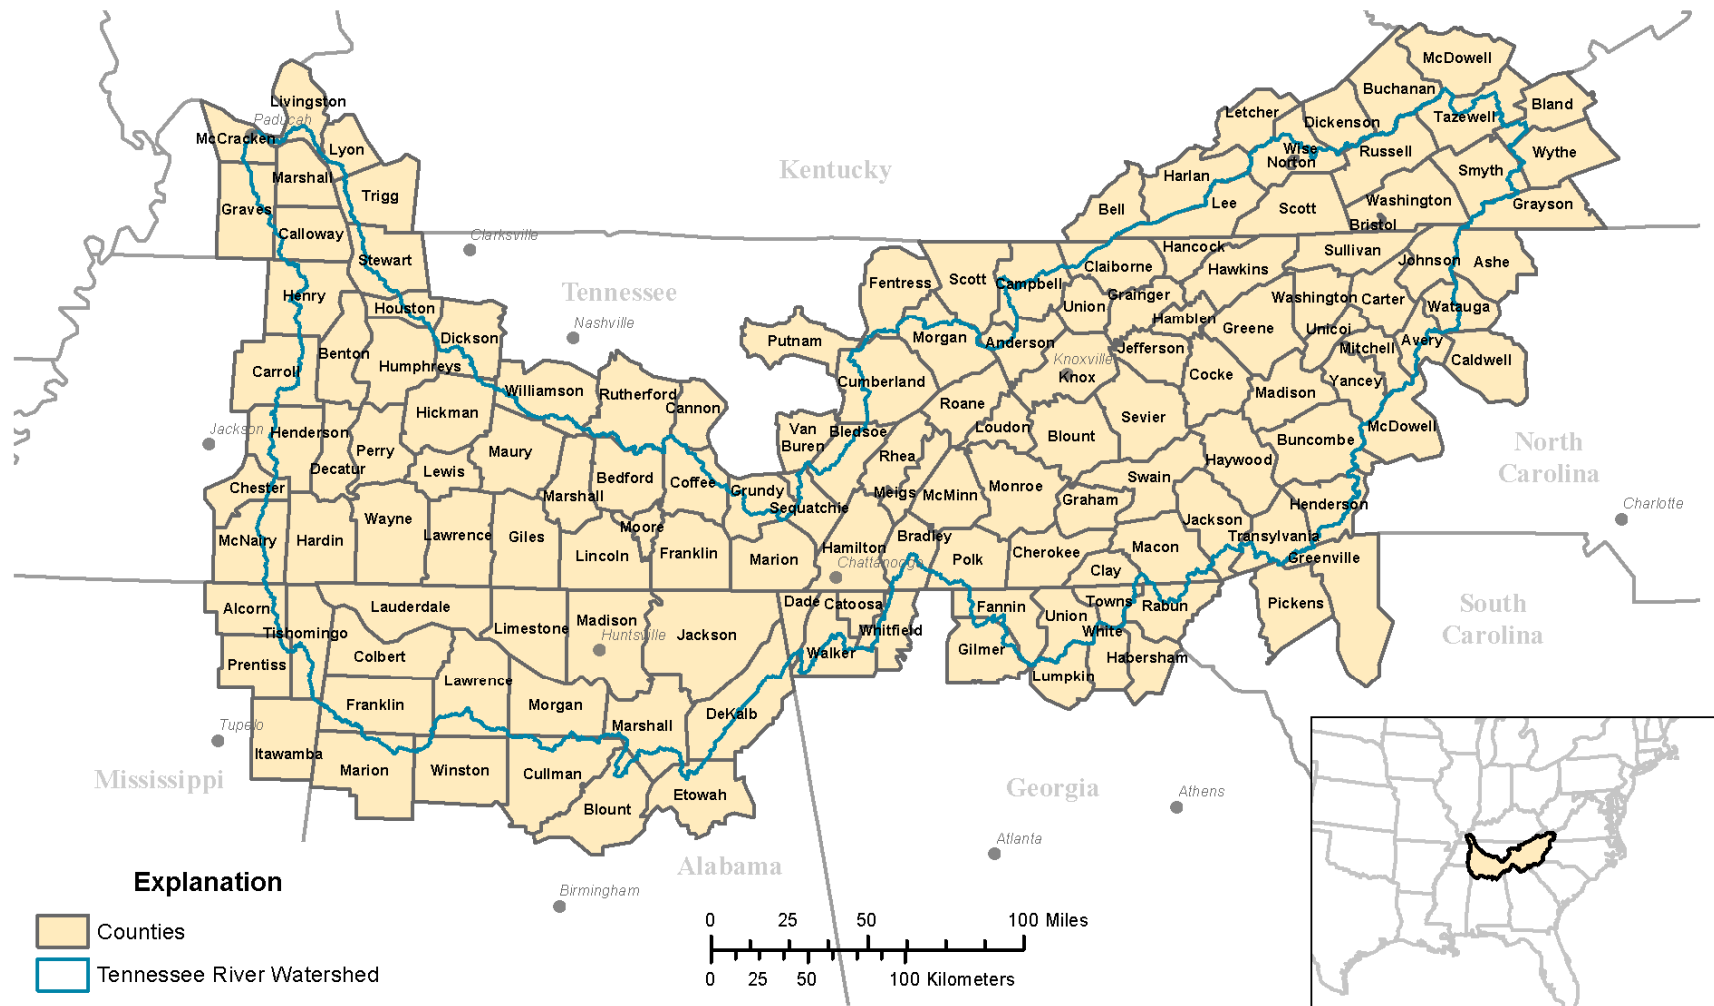 McDowell
Buchanan
Bland
Livingston
Letcher
Paducah
Tazewell
Dickenson
McCracken
Lyon
Wise
Russell
Wythe
Norton
Kentucky
Marshall
Harlan
Smyth
Trigg
Graves
Bell
Lee
Scott
Washington
Grayson
Bristol
Calloway
Clarksville
Hancock
Sullivan
Stewart
Claiborne
Hawkins
Johnson
Ashe
Fentress
Scott
Campbell
Henry
Tennessee
Union
Grainger
Washington
Carter
Watauga
Houston
Nashville
Hamblen
Greene
Unicoi
Dickson
Putnam
Morgan
Anderson
Jefferson
Mitchell
Avery
Benton
Knoxville
Caldwell
Carroll
Humphreys
Cumberland
Knox
Cocke
Yancey
Williamson
Rutherford
Madison
Cannon
Roane
Hickman
Sevier
Jackson
Henderson
Van
Buren
Bledsoe
Loudon
Blount
Buncombe
McDowell
Perry
Maury
Rhea
Haywood
North
Carolina
Decatur
Lewis
Bedford
Coffee
Swain
Chester
Marshall
Grundy
Meigs
McMinn
Monroe
Graham
Henderson
Charlotte
Sequatchie
Wayne
Moore
Jackson
McNairy
Hardin
Lawrence
Giles
Bradley
Transylvania
Lincoln
Franklin
Marion
Hamilton
Polk
Cherokee
Macon
Greenville
Chattanooga
Clay
Alcorn
Lauderdale
Dade
Catoosa
Fannin
Towns
Rabun
Pickens
South
Carolina
Tishomingo
Limestone
Madison
Huntsville
Jackson
Whitfield
Union
White
Prentiss
Colbert
Walker
Gilmer
Habersham
Lawrence
Lumpkin
Franklin
Morgan
Marshall
DeKalb
Tupelo
Itawamba
Marion
Winston
Cullman
Mississippi
Etowah
Georgia
Athens
Blount
Atlanta
Alabama
Birmingham
Explanation
Counties
Tennessee River Watershed
0 25 50 100 Miles
0 25 50 100 Kilometers